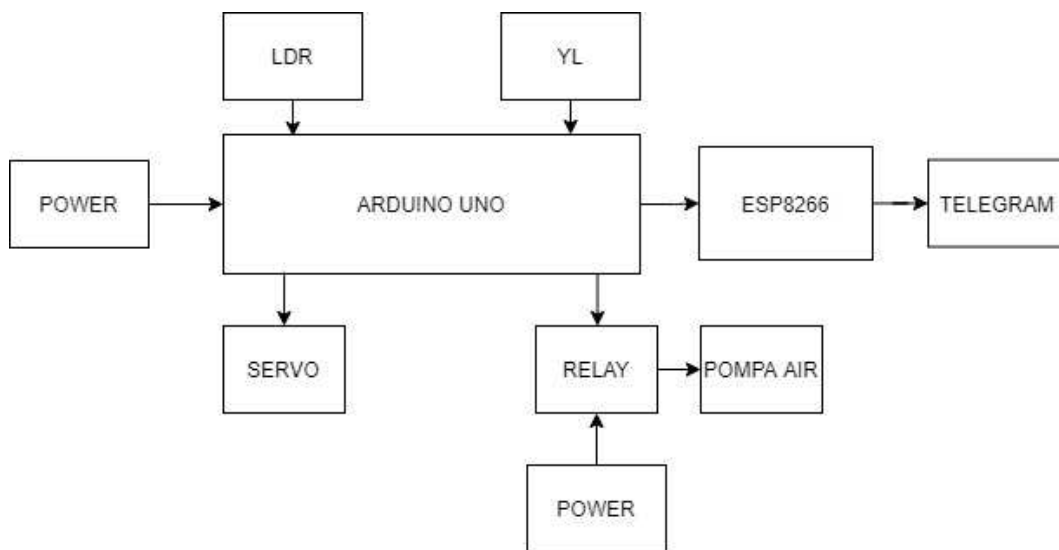 LDR
YL
POWER
ARDUINO UNO
ESP8266
TELEGRAM
SERVO
RELAY
POMPA AIR
POWER